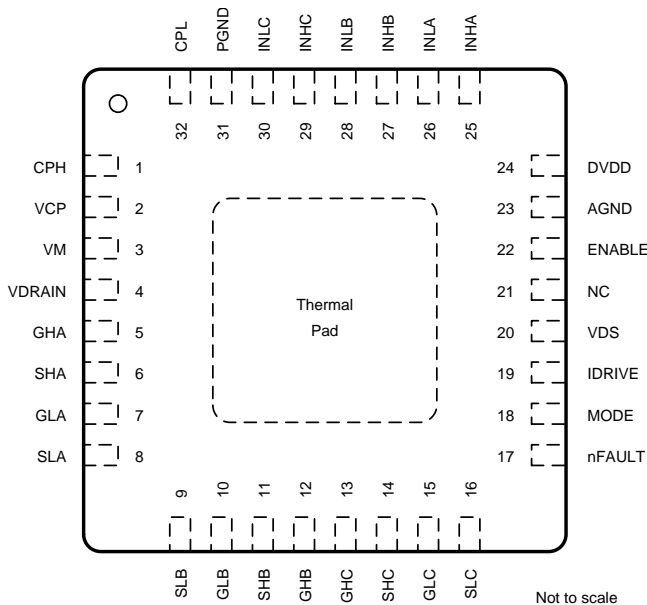 CPL PGND INLC INHC INLB INHB INLA INHA
32 31 30 29 28 27 26 25
CPH 1 24 DVDD
VCP 2 23 AGND
VM 3 22 ENABLE
VDRAIN 4 21 NC
GHA 5 20 VDS
SHA 6 19 IDRIVE
GLA 7 18 MODE
SLA 8 17 nFAULT
Thermal
Pad
9 10 11 12 13 14 15 16
SLB GLB SHB GHB GHC SHC GLC SLC
Not to scale